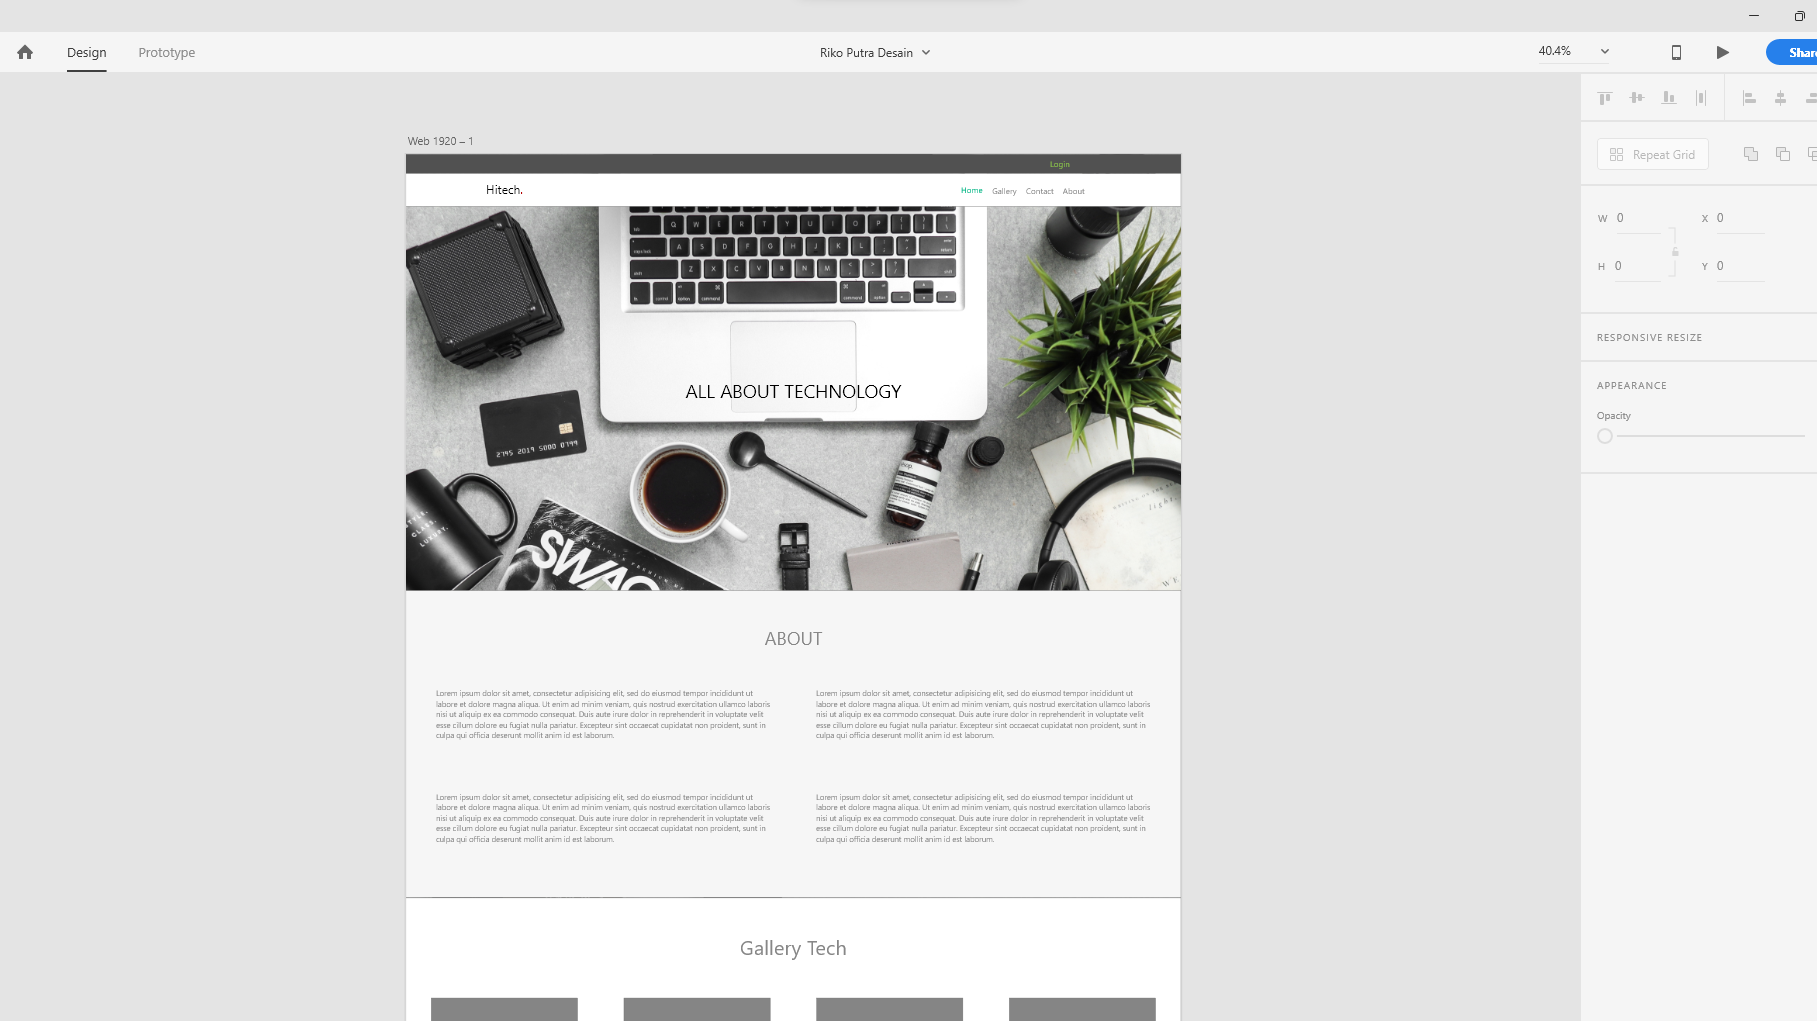 Design
Prototype
Riko Putra Desain
40.4%
Share
Web 1920 – 1
Login
Hitech.
Home
Gallery
Contact
About
ALL ABOUT TECHNOLOGY
2795 2019 5000 0799
SWAG
ABOUT
Lorem ipsum dolor sit amet, consectetur adipisicing elit, sed do eiusmod tempor incididunt ut
labore et dolore magna aliqua. Ut enim ad minim veniam, quis nostrud exercitation ullamco laboris
nisi ut aliquip ex ea commodo consequat. Duis aute irure dolor in reprehenderit in voluptate velit
esse cillum dolore eu fugiat nulla pariatur. Excepteur sint occaecat cupidatat non proident, sunt in
culpa qui officia deserunt mollit anim id est laborum.
Lorem ipsum dolor sit amet, consectetur adipisicing elit, sed do eiusmod tempor incididunt ut
labore et dolore magna aliqua. Ut enim ad minim veniam, quis nostrud exercitation ullamco laboris
nisi ut aliquip ex ea commodo consequat. Duis aute irure dolor in reprehenderit in voluptate velit
esse cillum dolore eu fugiat nulla pariatur. Excepteur sint occaecat cupidatat non proident, sunt in
culpa qui officia deserunt mollit anim id est laborum.
Lorem ipsum dolor sit amet, consectetur adipisicing elit, sed do eiusmod tempor incididunt ut
labore et dolore magna aliqua. Ut enim ad minim veniam, quis nostrud exercitation ullamco laboris
nisi ut aliquip ex ea commodo consequat. Duis aute irure dolor in reprehenderit in voluptate velit
esse cillum dolore eu fugiat nulla pariatur. Excepteur sint occaecat cupidatat non proident, sunt in
culpa qui officia deserunt mollit anim id est laborum.
Lorem ipsum dolor sit amet, consectetur adipisicing elit, sed do eiusmod tempor incididunt ut
labore et dolore magna aliqua. Ut enim ad minim veniam, quis nostrud exercitation ullamco laboris
nisi ut aliquip ex ea commodo consequat. Duis aute irure dolor in reprehenderit in voluptate velit
esse cillum dolore eu fugiat nulla pariatur. Excepteur sint occaecat cupidatat non proident, sunt in
culpa qui officia deserunt mollit anim id est laborum.
Gallery Tech
Repeat Grid
W 0
X 0
H 0
Y 0
RESPONSIVE RESIZE
APPEARANCE
Opacity